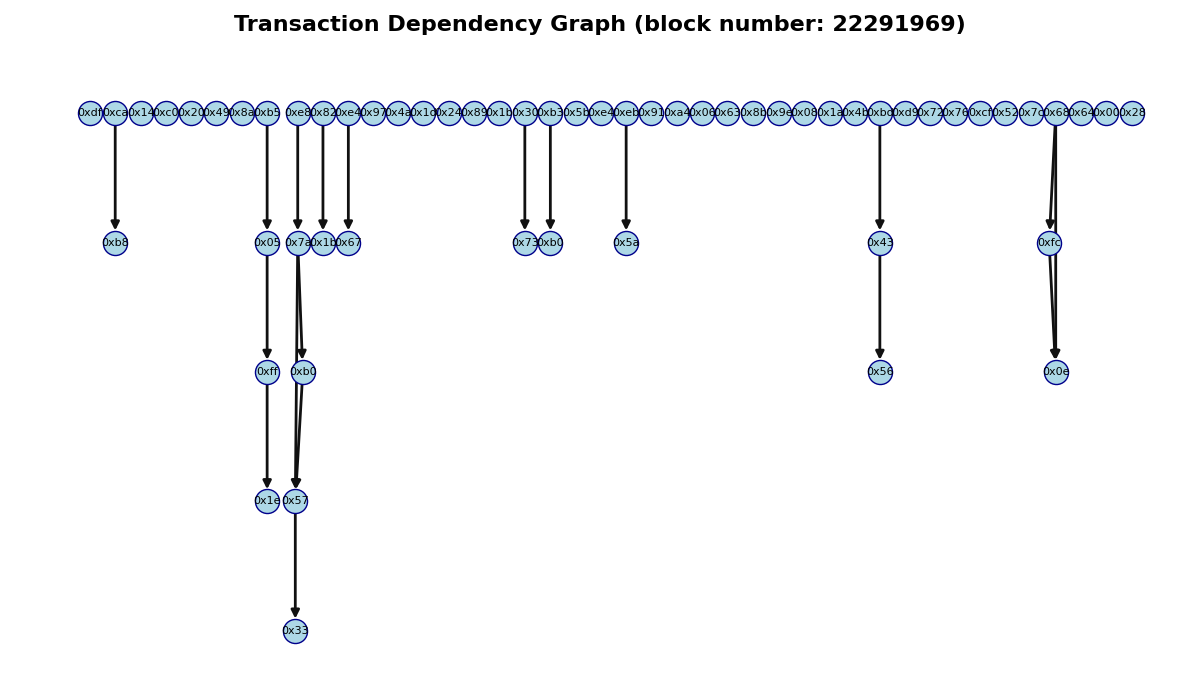 Transaction Dependency Graph (block number: 22291969)
0xdf 0xca 0x14 0xc0 0x20 0x49 0x8a 0xb5 0xe8 0x82 0xe4 0x97 0x4a 0x1d 0x24 0x89 0x1b 0x30 0xb3 0x5b 0xe4 0xeb 0x91 0xa4 0x06 0x63 0x8b 0x9e 0x08 0x1a 0x4b 0xbd 0xd9 0x72 0x76 0xcf 0x52 0x7c 0x68 0x64 0x00 0x28
0xb8 0x05 0x7a 0x1b 0x67 0x73 0xb0 0x5a 0x43 0xfc
0xff 0xb0 0x56 0x0e
0x1e 0x57
0x33